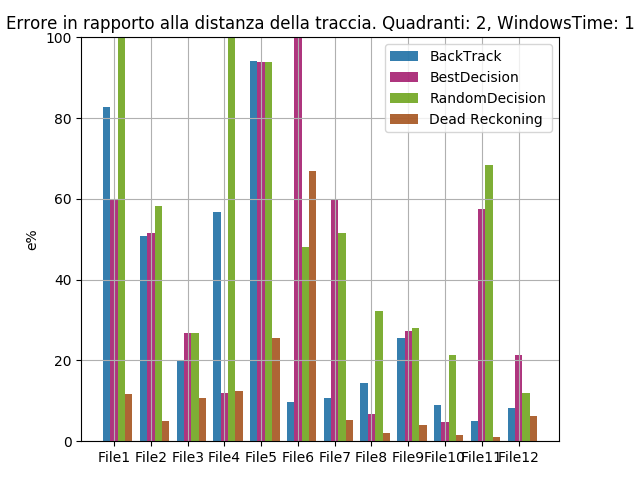 Errore in rapporto alla distanza della traccia. Quadranti: 2, WindowsTime: 1
100
80
60
40
20
0
e%
BackTrack
BestDecision
RandomDecision
Dead Reckoning
File1 File2 File3 File4 File5 File6 File7 File8 File9 File10 File11 File12